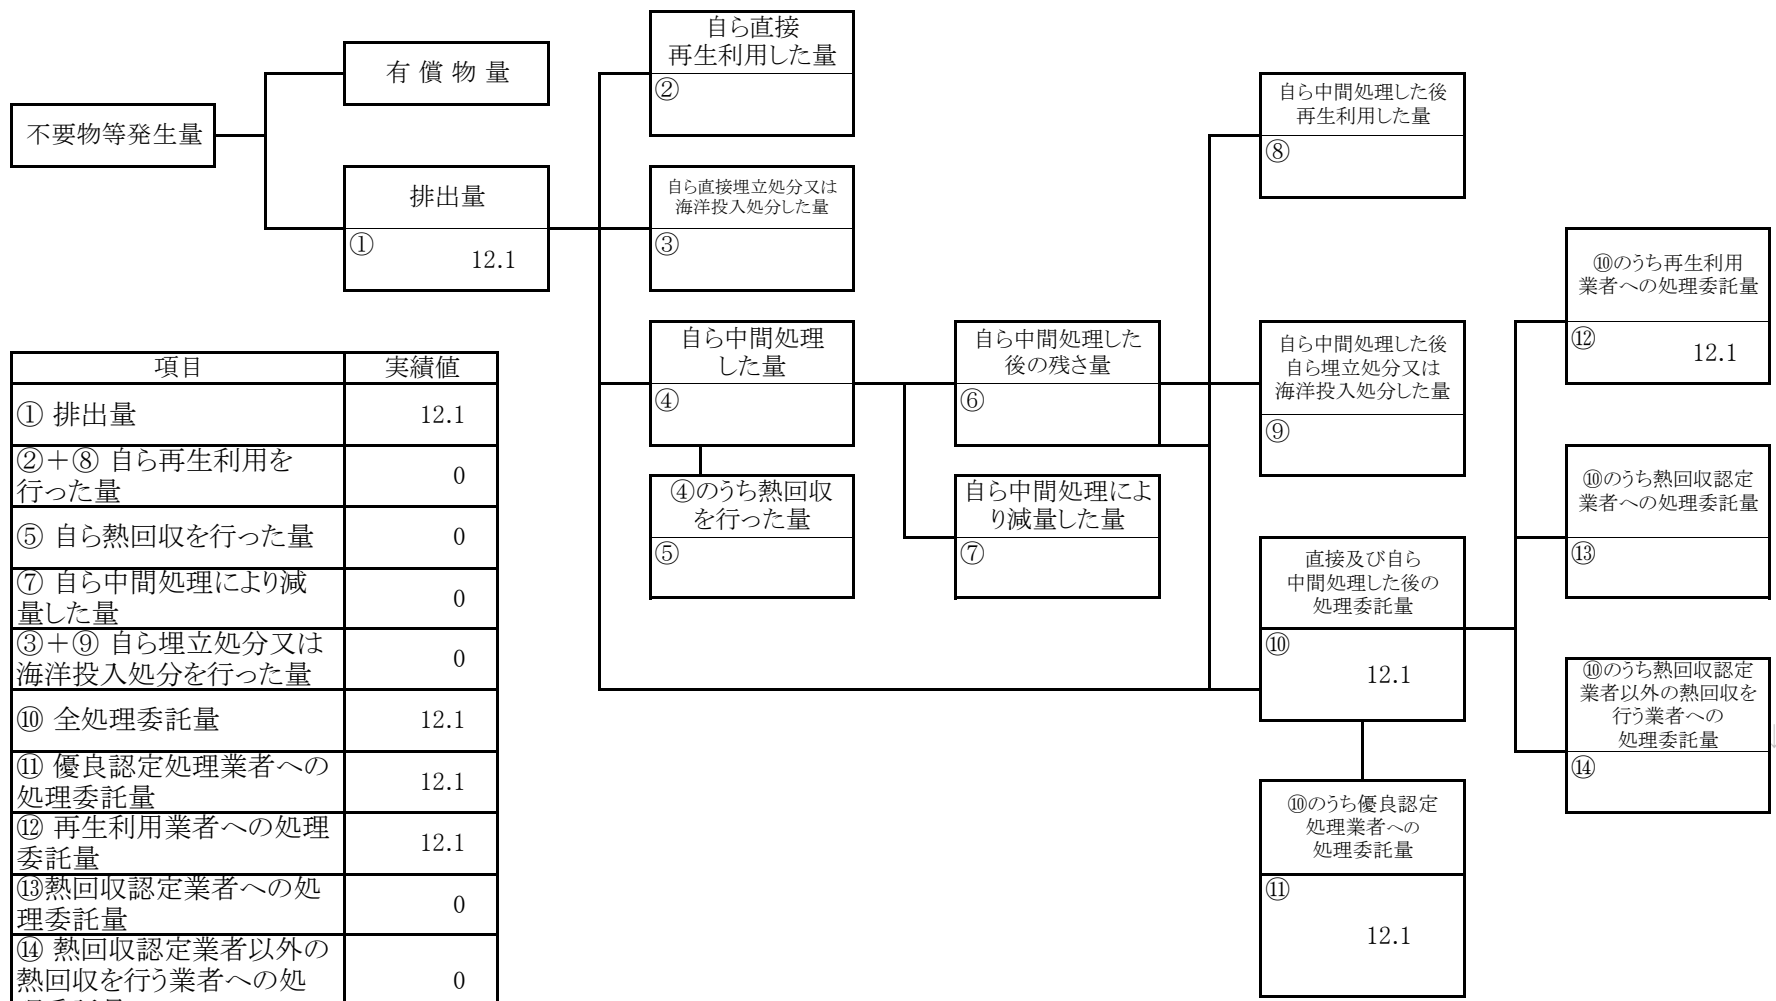 不要物等発生量
有 償 物 量
排出量
①
12.1
自ら直接
再生利用した量
②
自ら直接埋立処分又は
海洋投入処分した量
③
自ら中間処理
した量
④
④のうち熱回収
を行った量
⑤
自ら中間処理した
後の残さ量
⑥
自ら中間処理によ
り減量した量
⑦
自ら中間処理した後
再生利用した量
⑧
自ら中間処理した後
自ら埋立処分又は
海洋投入処分した量
⑨
直接及び自ら
中間処理した後の
処理委託量
⑩
12.1
⑩のうち優良認定
処理業者への
処理委託量
⑪
12.1
⑩のうち再生利用
業者への処理委託量
⑫
12.1
⑩のうち熱回収認定
業者への処理委託量
⑬
⑩のうち熱回収認定
業者以外の熱回収を
行う業者への
処理委託量
⑭
項目 実績値
① 排出量 12.1
②＋⑧ 自ら再生利用を
行った量 0
⑤ 自ら熱回収を行った量 0
⑦ 自ら中間処理により減
量した量 0
③＋⑨ 自ら埋立処分又は
海洋投入処分を行った量 0
⑩ 全処理委託量 12.1
⑪ 優良認定処理業者への
処理委託量 12.1
⑫ 再生利用業者への処理
委託量 12.1
⑬熱回収認定業者への処
理委託量 0
⑭ 熱回収認定業者以外の
熱回収を行う業者への処 0